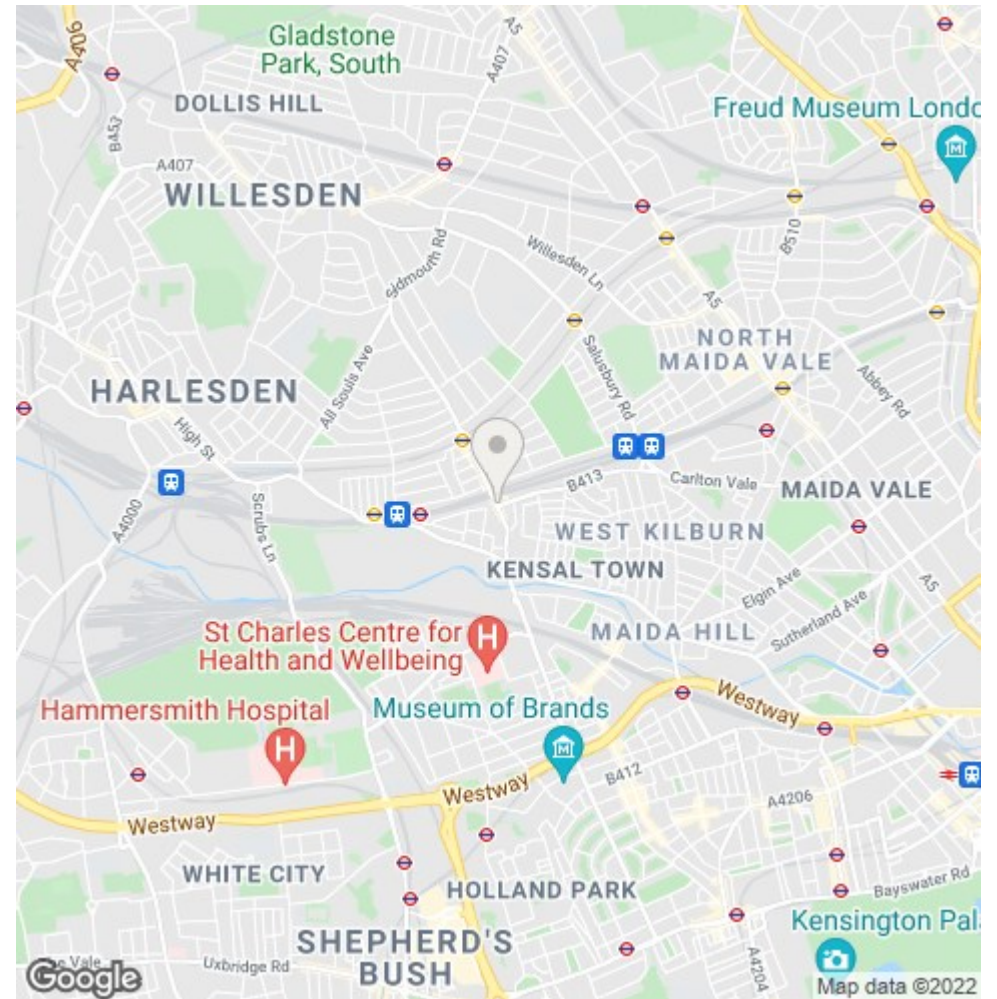 A406
Gladstone
Park, South
A407
A5
DOLLIS HILL
Freud Museum Londo
B453
A407
WILLESDEN
Sidmouth Rd
Willesden Ln
B510
A5
NORTH
MAIDA VALE
Salusbury Rd
All Souls Ave
Abbey Rd
HARLESDEN
High St
B413
Carlton Vale
MAIDA VALE
A4000
Scrubs Ln
WEST KILBURN
KENSAL TOWN
Elgin Ave
A5
Sutherland Ave
St Charles Centre for
Health and Wellbeing
H
MAIDA HILL
Westway
Hammersmith Hospital
H
Museum of Brands
M
B412
Westway
A4206
Westway
WHITE CITY
HOLLAND PARK
Bayswater Rd
SHEPHERD'S
BUSH
Kensington Pal
A4204
Vale
Uxbridge Rd
Google
Map data ©2022